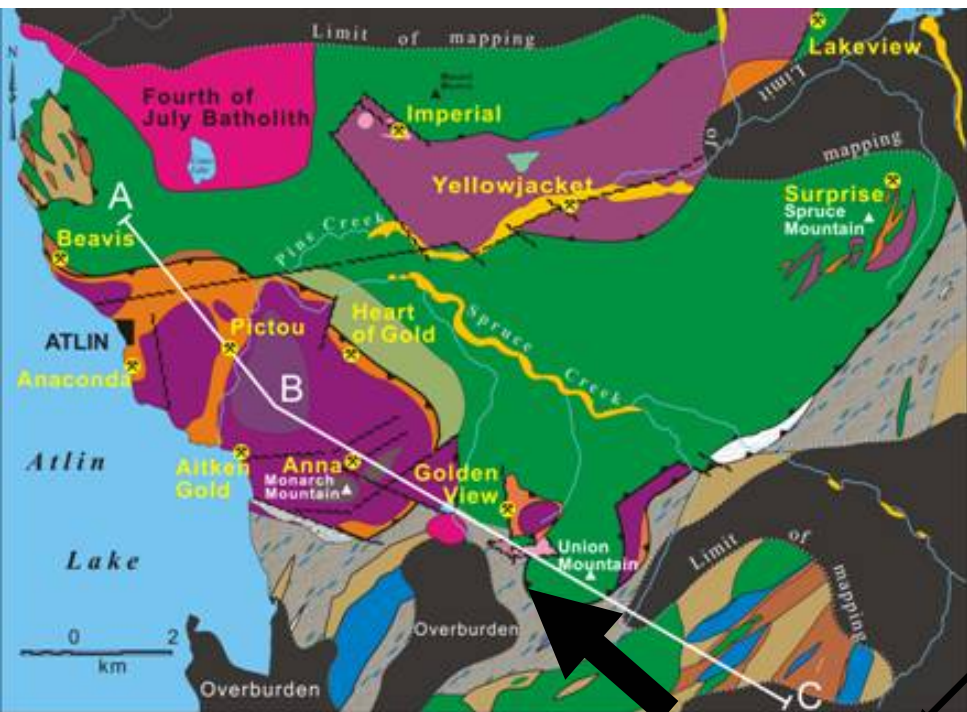 Limit of mapping
Lakeview
N
Fourth of
July Batholith
Imperial
Limit
of
mapping
A
Yellowjacket
Surprise
Spruce
Mountain
Beavis
Pine Creek
Heart
of Gold
Spruce
Creek
ATLIN
Pictou
Anaconda
B
Atlin
Lake
Aitken
Gold
Anna
Monarch
Mountain
Golden
View
Union
Mountain
Limit of
mapping
0 2
km
Overburden
Overburden
C